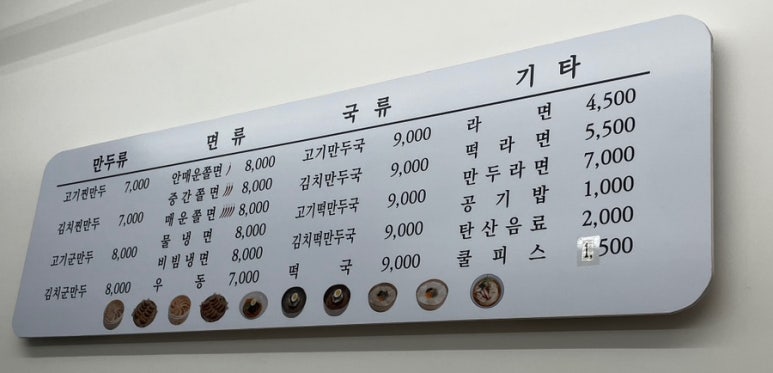 만두류
고기찐만두 7,000
김치찐만두 7,000
고기군만두 8,000
김치군만두 8,000
면류
안매운쫄면 8,000
중간쫄면 8,000
매운쫄면 8,000
물냉면 8,000
비빔냉면 8,000
우동 7,000
국류
고기만두국 9,000
김치만두국 9,000
고기떡만두국 9,000
김치떡만두국 9,000
떡국 9,000
기타
라면 4,500
떡라면 5,500
만두라면 7,000
공기밥 1,000
탄산음료 2,000
쿨피스 1,500